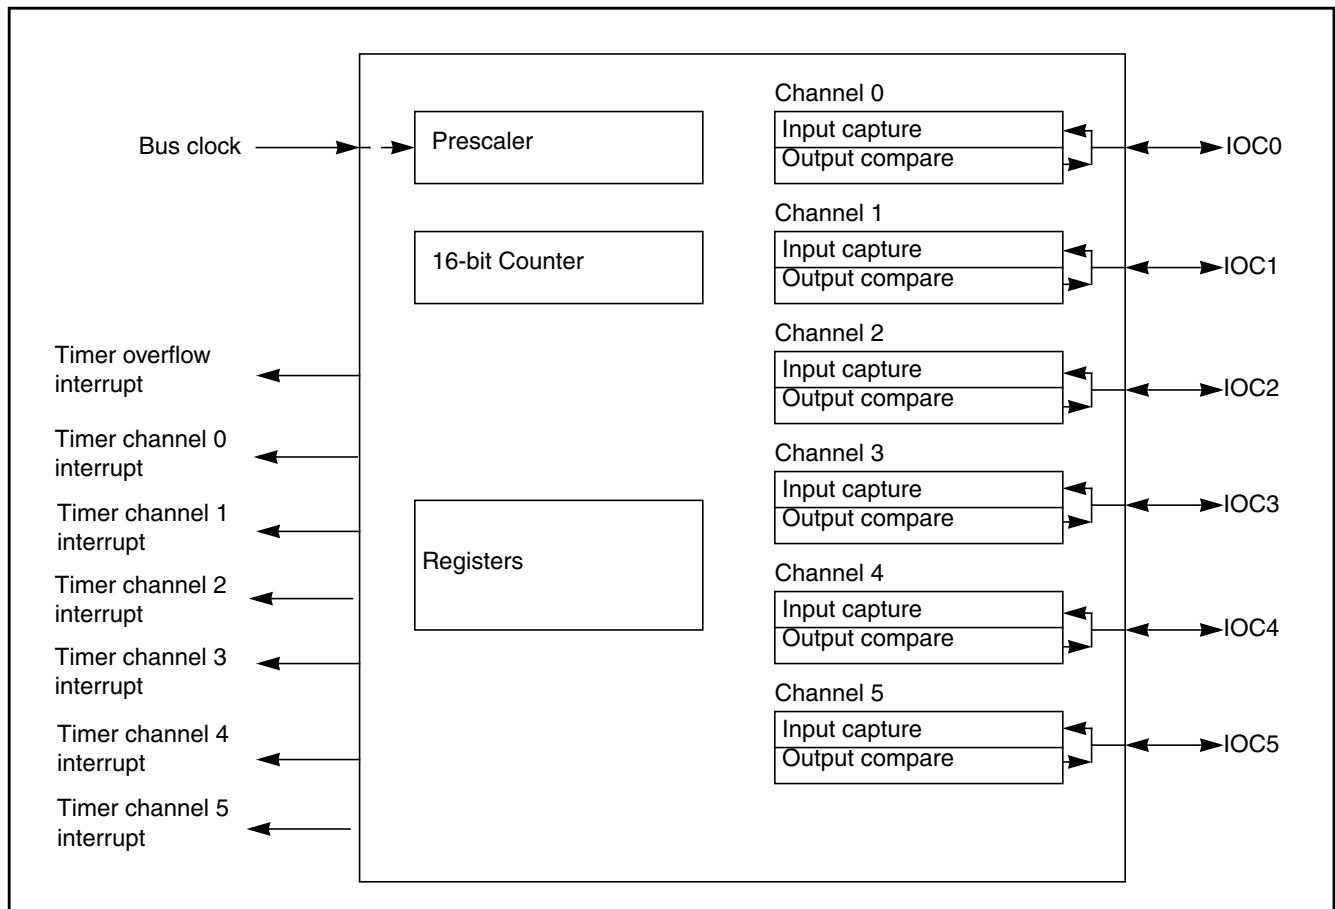 Bus clock
Prescaler
16-bit Counter
Timer overflow
interrupt
Timer channel 0
interrupt
Timer channel 1
interrupt
Timer channel 2
interrupt
Timer channel 3
interrupt
Timer channel 4
interrupt
Timer channel 5
interrupt
Registers
Channel 0
Input capture
Output compare
IOC0
Channel 1
Input capture
Output compare
IOC1
Channel 2
Input capture
Output compare
IOC2
Channel 3
Input capture
Output compare
IOC3
Channel 4
Input capture
Output compare
IOC4
Channel 5
Input capture
Output compare
IOC5